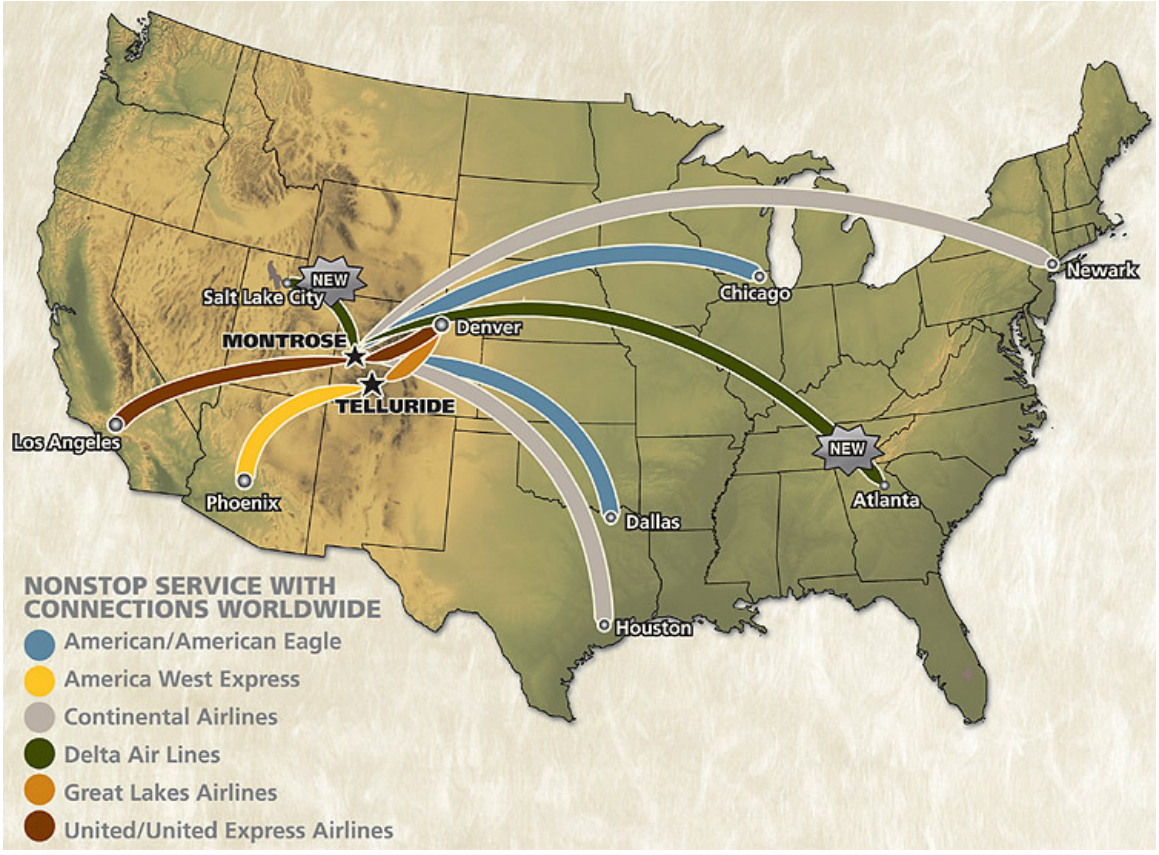 NEW
Newark
Salt Lake City
Chicago
MONTROSE
Denver
TELLURIDE
Los Angeles
NEW
Phoenix
Atlanta
Dallas
Houston
NONSTOP SERVICE WITH
CONNECTIONS WORLDWIDE
American/American Eagle
America West Express
Continental Airlines
Delta Air Lines
Great Lakes Airlines
United/United Express Airlines